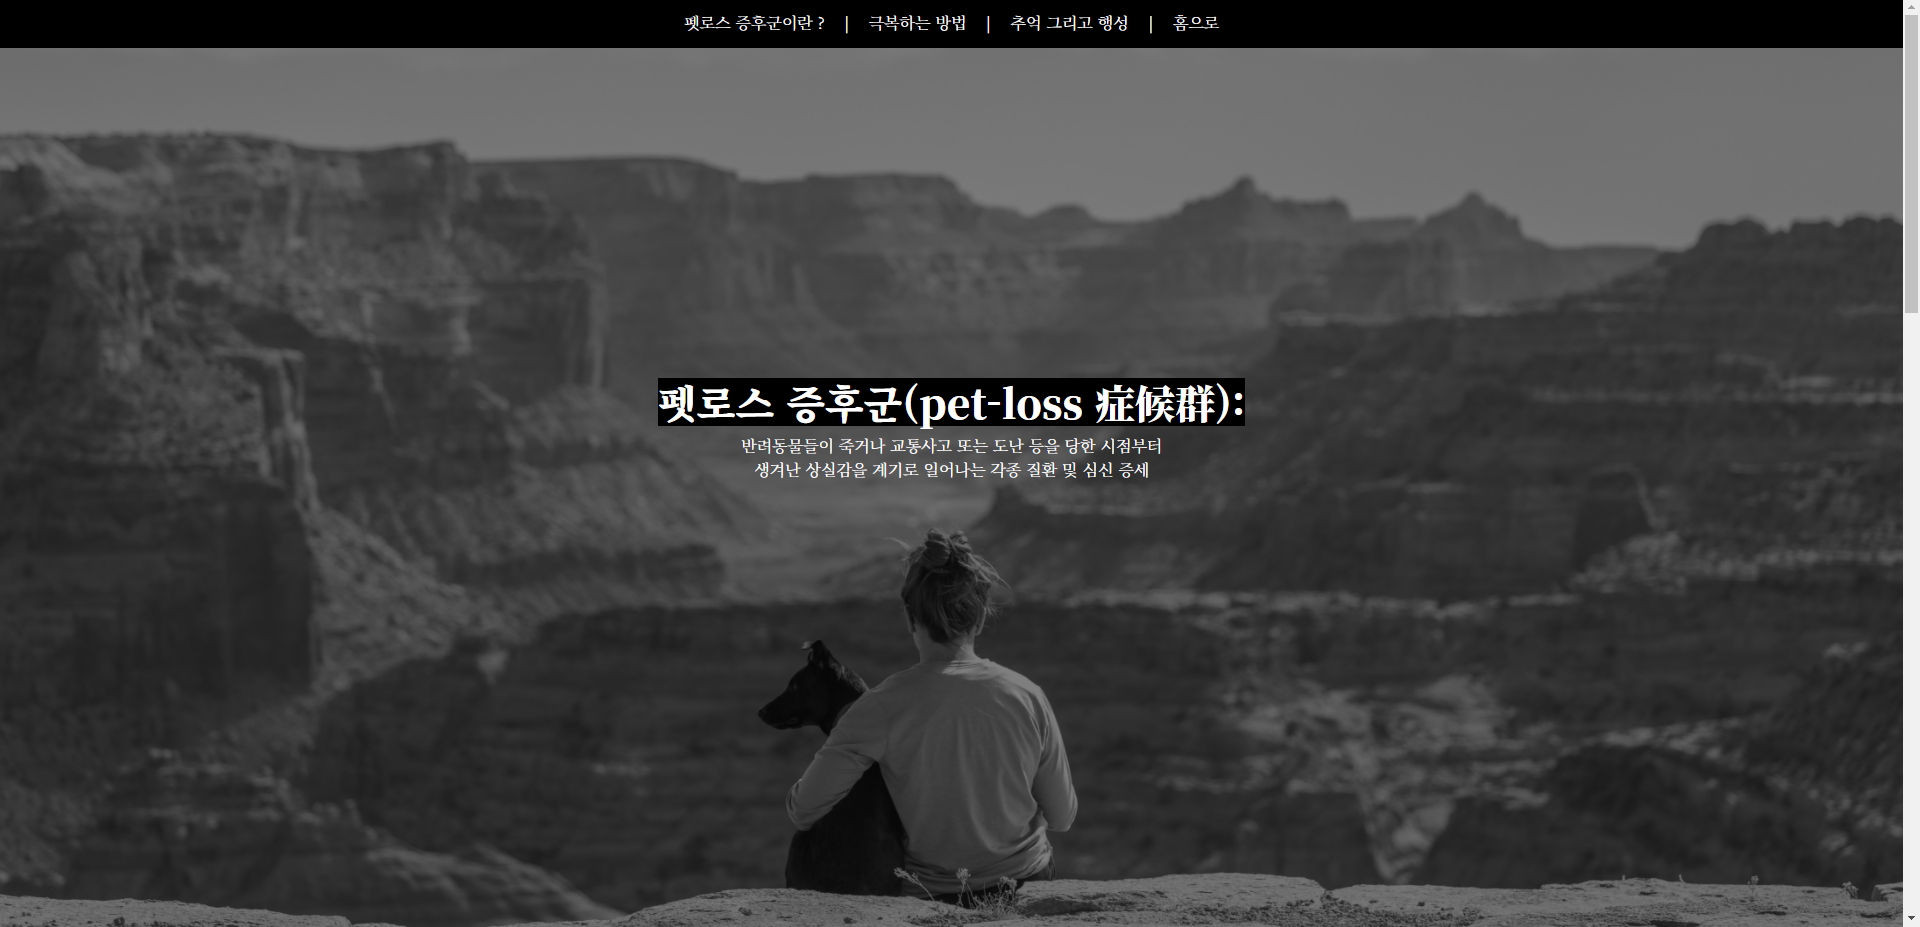 펫로스 증후군이란 ? | 극복하는 방법 | 추억 그리고 행성 | 홈으로
펫로스 증후군(pet-loss 症候群):
반려동물들이 죽거나 교통사고 또는 도난 등을 당한 시점부터
생겨난 상실감을 계기로 일어나는 각종 질환 및 심신 증세